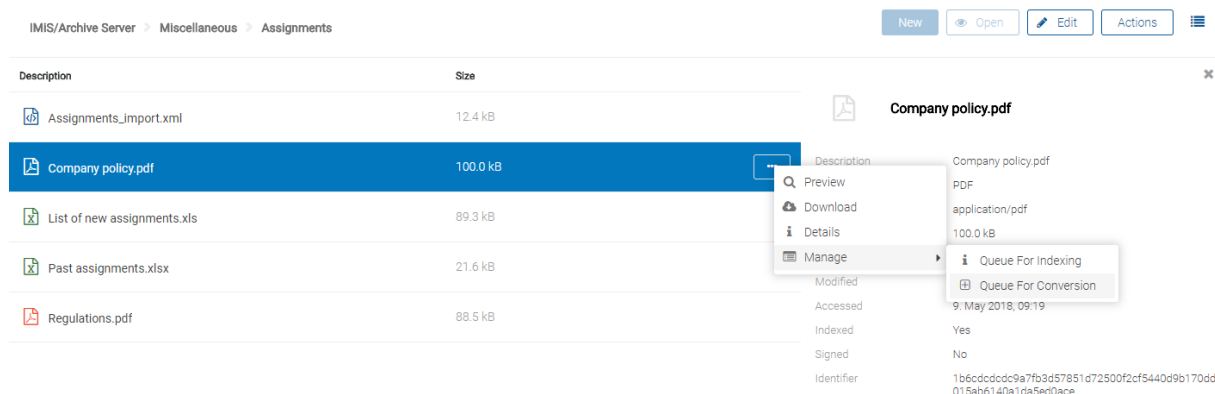 IMiS/Archive Server > Miscellaneous > Assignments
New Open Edit Actions
Description Size
Assignments_import.xml 12.4 kB
Company policy.pdf 100.0 kB
List of new assignments.xls 89.3 kB
Past assignments.xlsx 21.6 kB
Regulations.pdf 88.5 kB
Preview
Download
Details
Manage
Queue For Indexing
Queue For Conversion
Company policy.pdf
Description Company policy.pdf
PDF
application/pdf
100.0 kB
Modified
Accessed 9. May 2018, 09:19
Indexed Yes
Signed No
Identifier 1b6cdcdcdc9a7fb3d57851d72500f2cf5440d9b170dd
015ab6140a1da5ed0ace